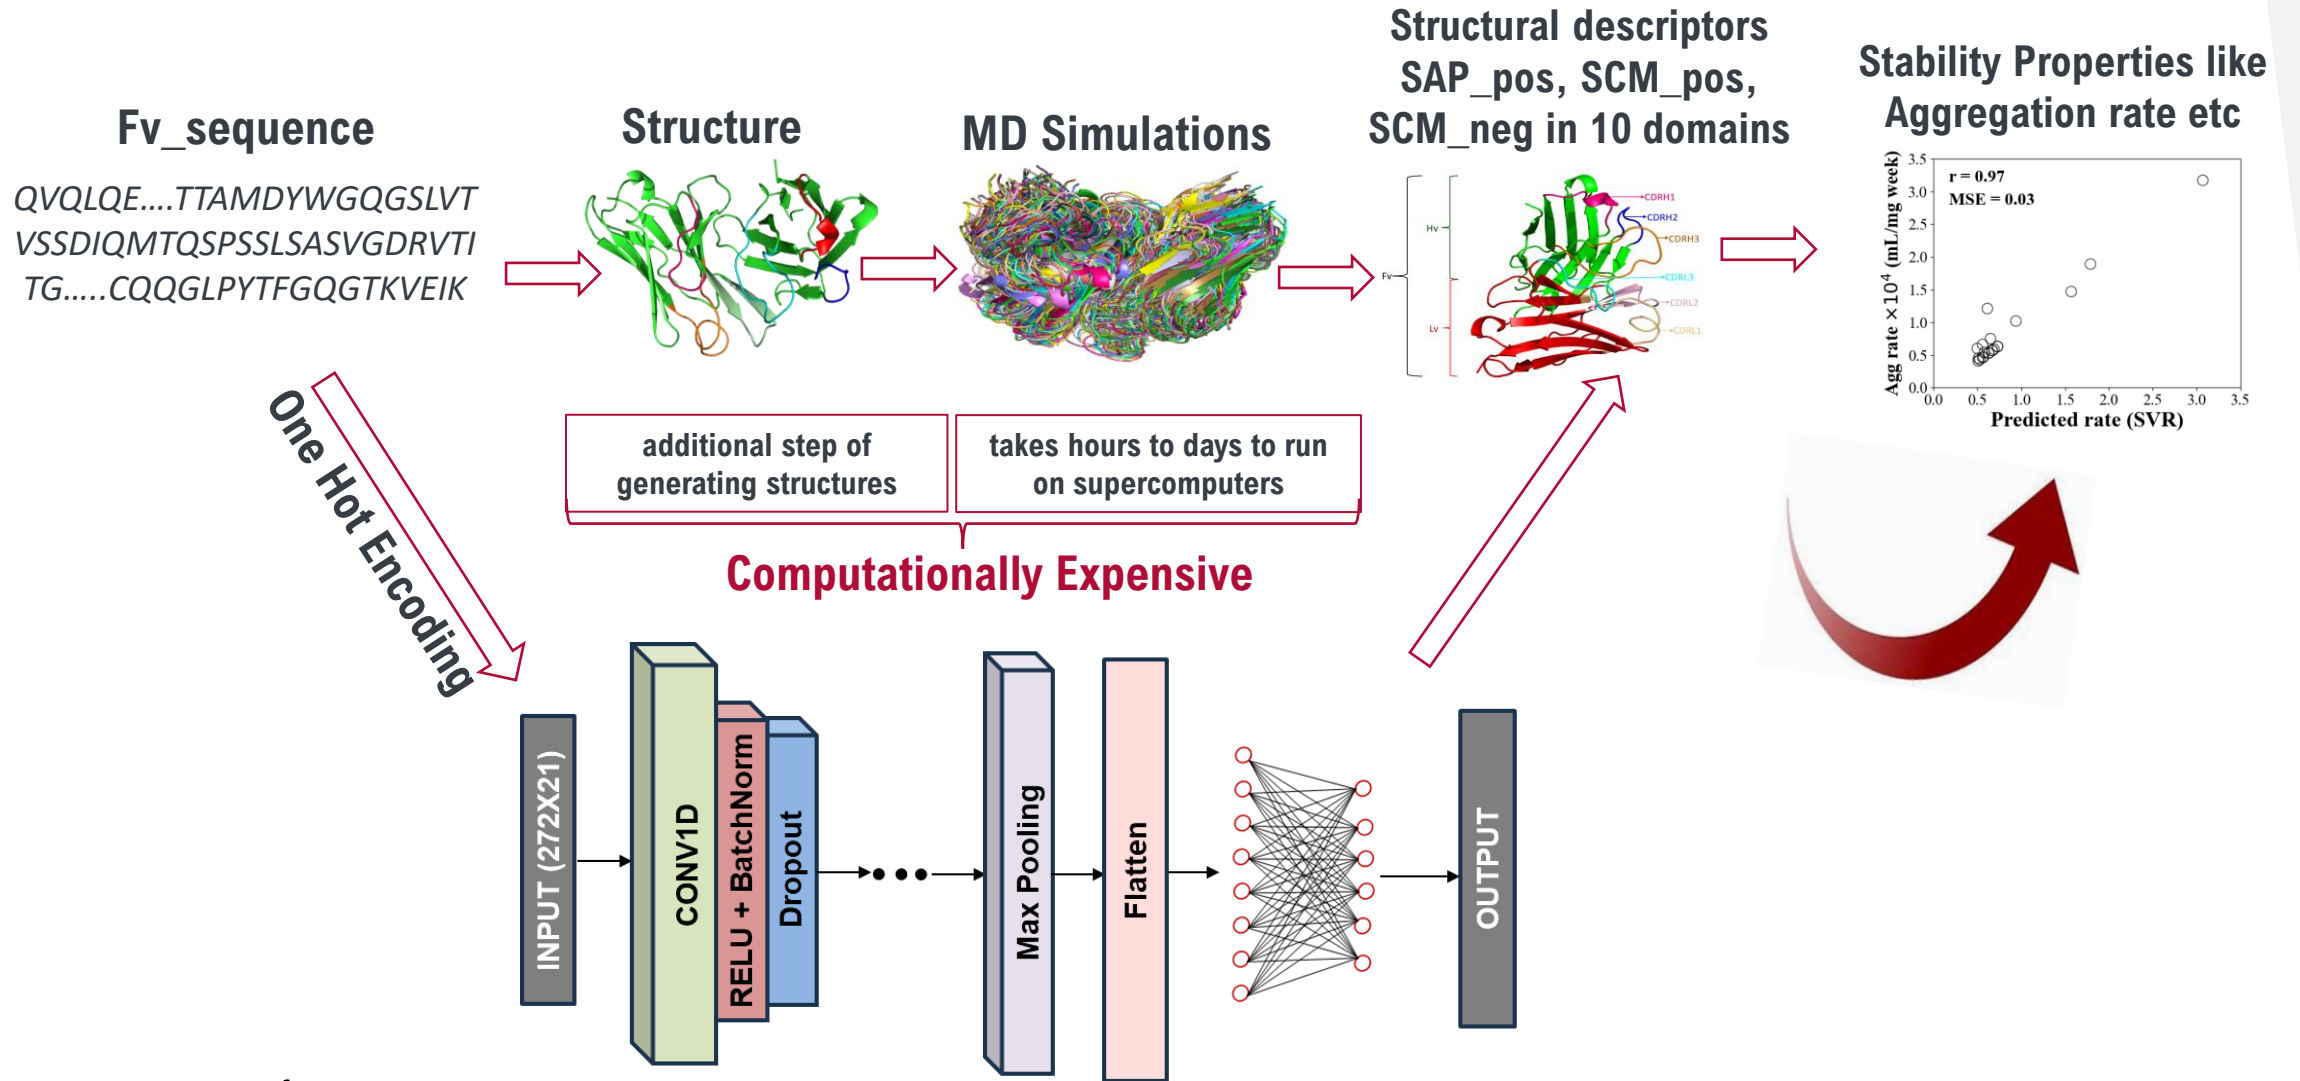 Fv_sequence
QVQLQE....TTAMDYWGQGSLVT
VSSDIQMTQSPSSLSASVGDRVTI
TG.....CQQGLPYTFGQGTKVEIK
Structure
MD Simulations
Structural descriptors
SAP_pos, SCM_pos,
SCM_neg in 10 domains
Stability Properties like
Aggregation rate etc
Fv
Hv
Lv
CDRH1
CDRH2
CDRH3
CDRL3
CDRL2
CDRL1
r = 0.97
MSE = 0.03
Agg rate ×10⁴ (mL/mg week)
3.5
3.0
2.5
2.0
1.5
1.0
0.5
0.0
0.0 0.5 1.0 1.5 2.0 2.5 3.0 3.5
Predicted rate (SVR)
One Hot Encoding
additional step of
generating structures
takes hours to days to run
on supercomputers
Computationally Expensive
INPUT (272X21)
CONV1D
RELU + BatchNorm
Dropout
Max Pooling
Flatten
OUTPUT